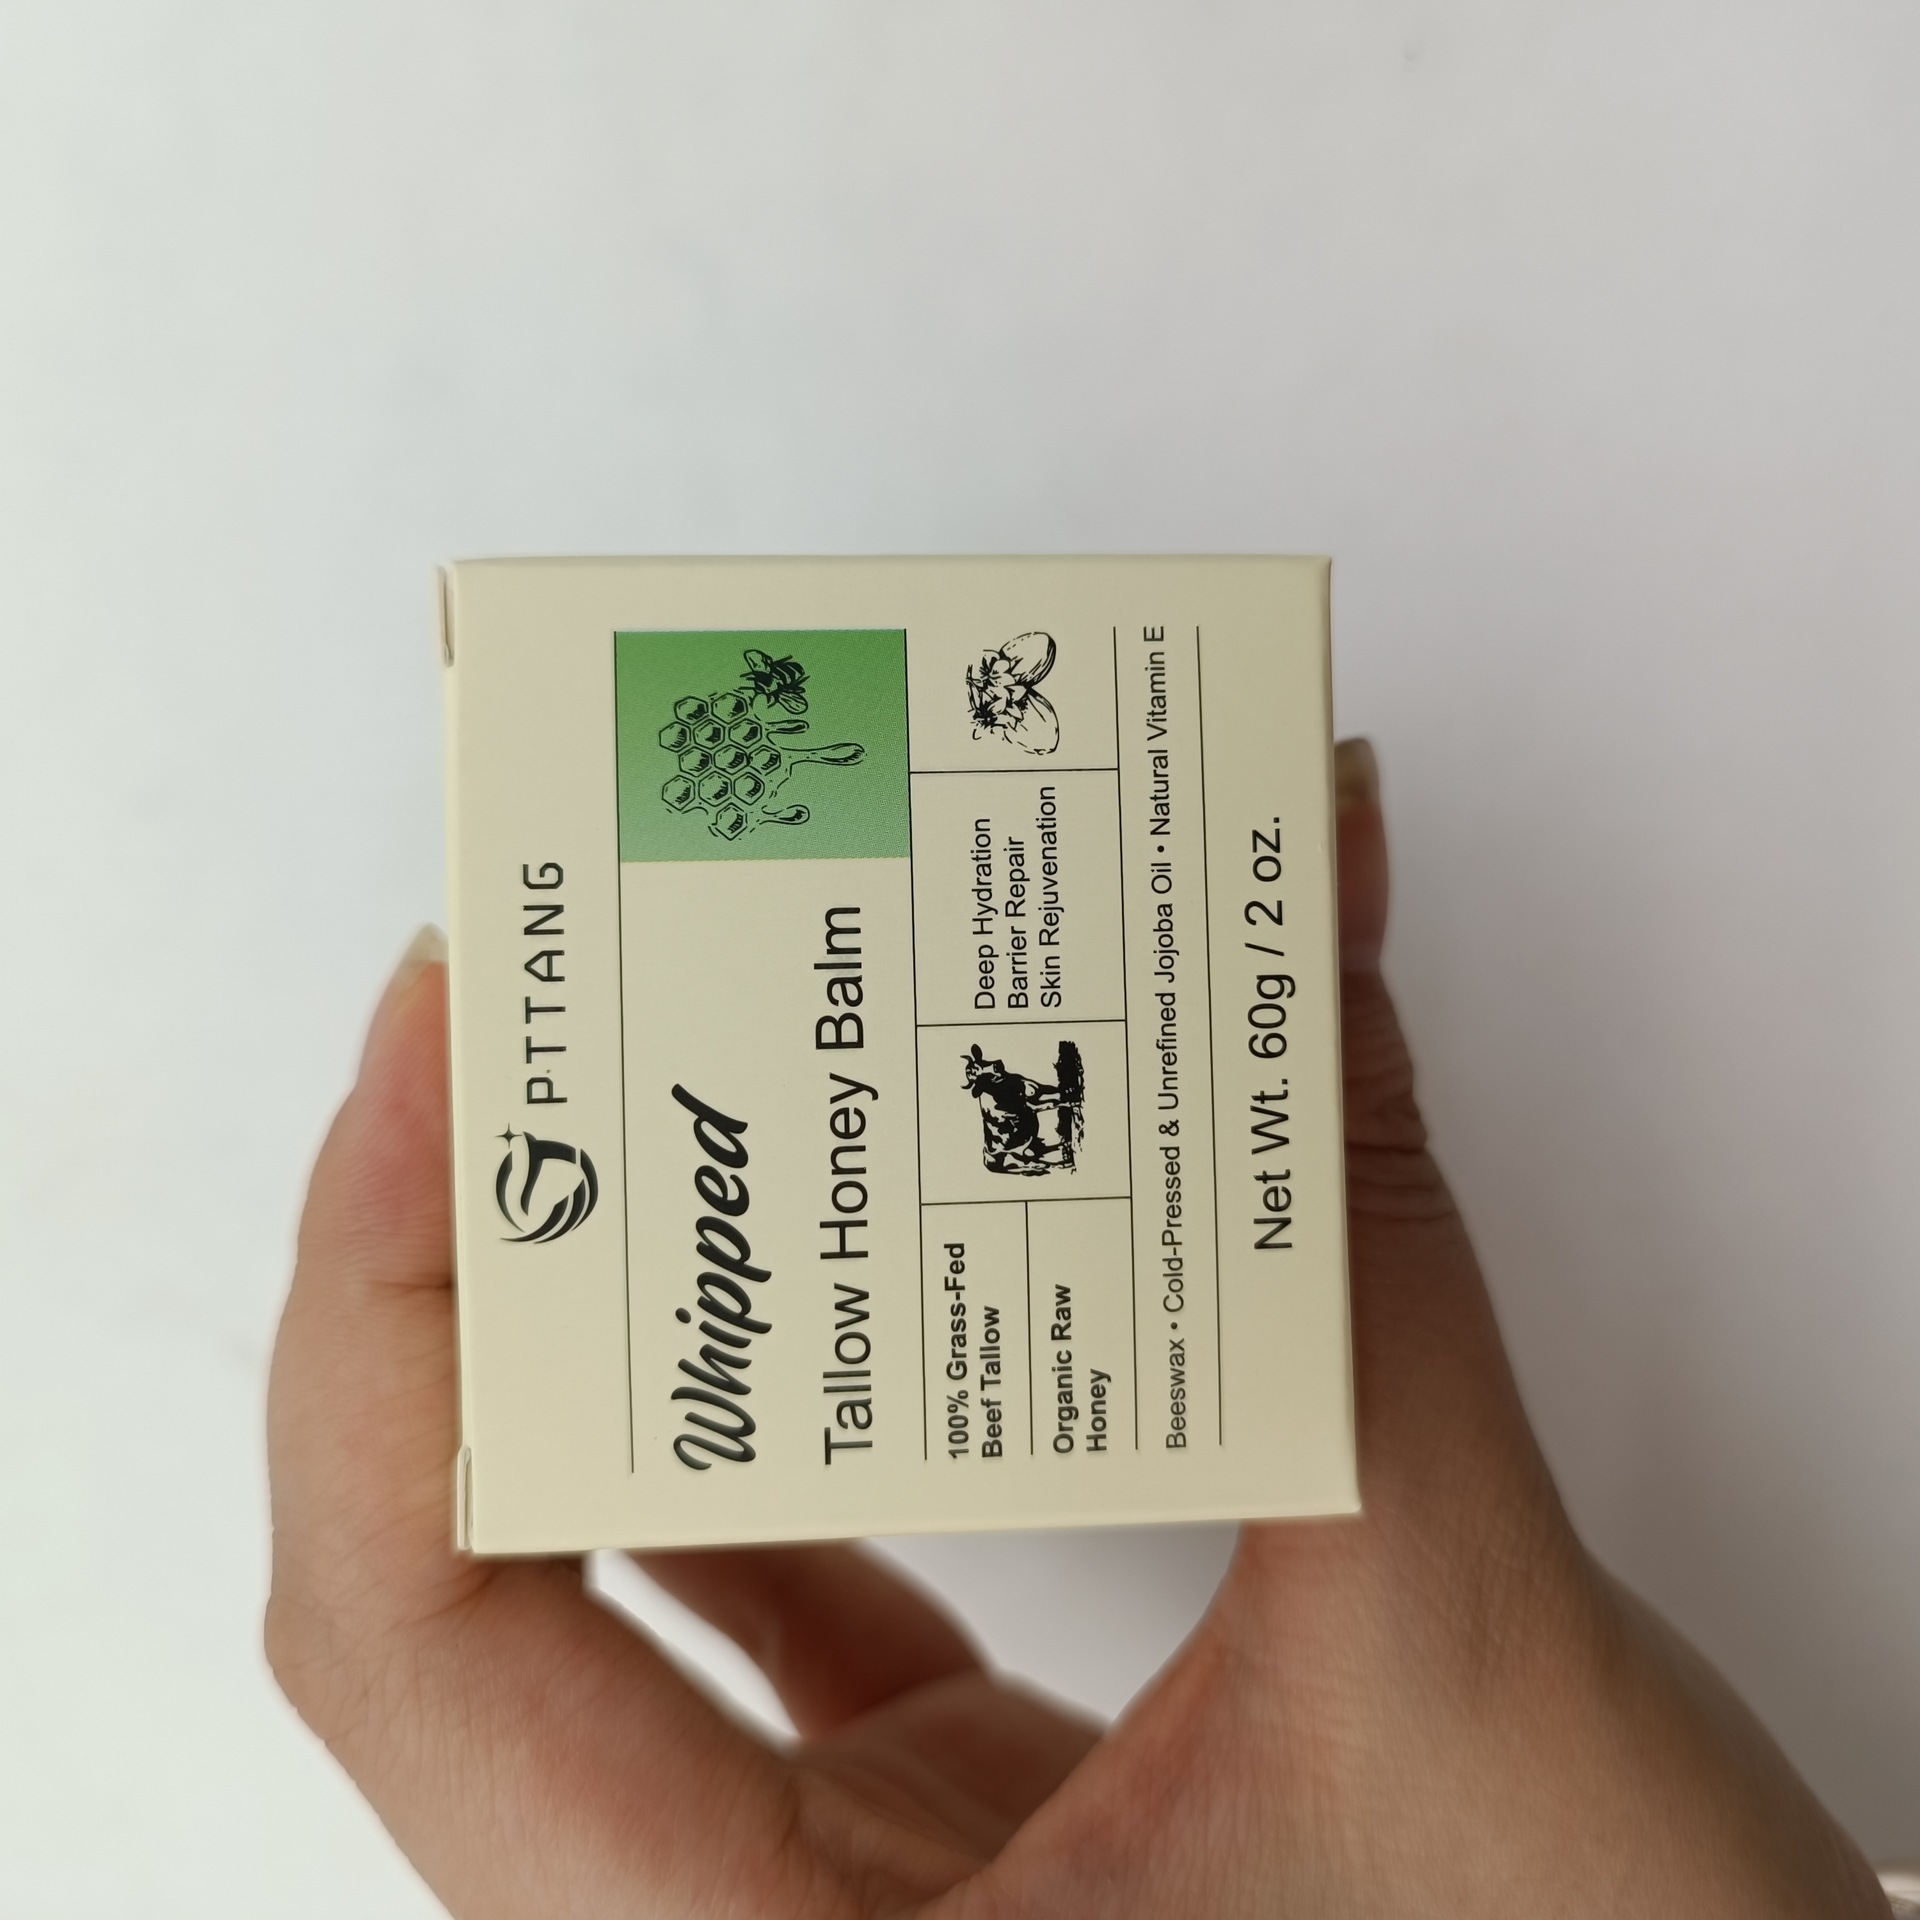 PTTANG
Whipped
Tallow Honey Balm
100% Grass-Fed
Beef Tallow
Organic Raw
Honey
Deep Hydration
Barrier Repair
Skin Rejuvenation
Beeswax • Cold-Pressed & Unrefined Jojoba Oil • Natural Vitamin E
Net Wt. 60g / 2 oz.